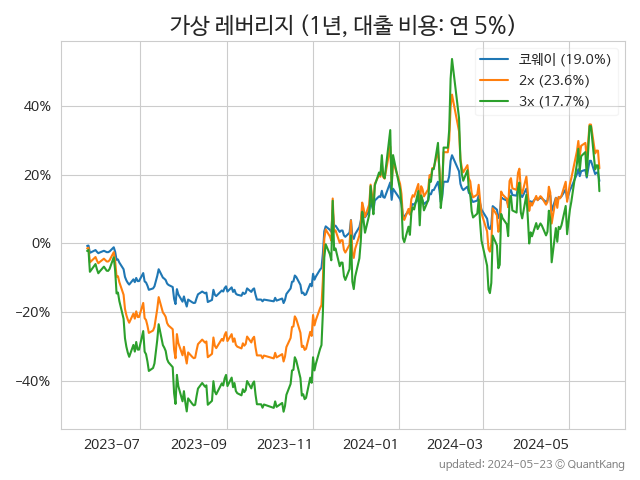 가상 레버리지 (1년, 대출 비용: 연 5%)
코웨이 (19.0%)
2x (23.6%)
3x (17.7%)
40%
20%
0%
−20%
−40%
2023-07 2023-09 2023-11 2024-01 2024-03 2024-05
updated: 2024-05-23 © QuantKang